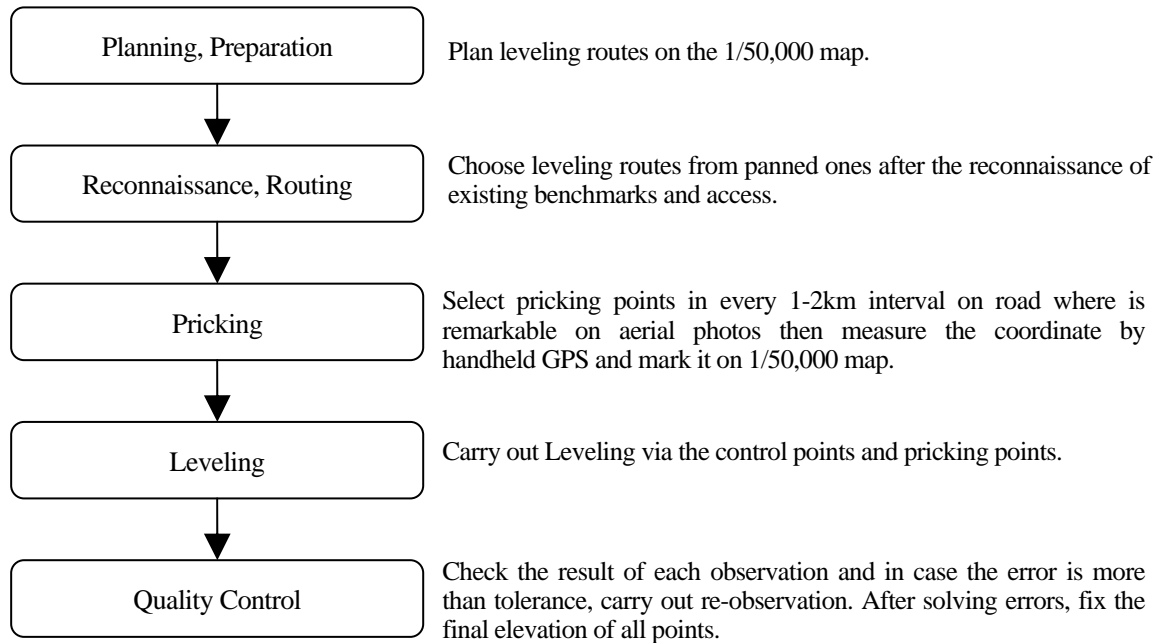 Planning, Preparation
Plan leveling routes on the 1/50,000 map.
Reconnaissance, Routing
Choose leveling routes from panned ones after the reconnaissance of
existing benchmarks and access.
Pricking
Select pricking points in every 1-2km interval on road where is
remarkable on aerial photos then measure the coordinate by
handheld GPS and mark it on 1/50,000 map.
Leveling
Carry out Leveling via the control points and pricking points.
Quality Control
Check the result of each observation and in case the error is more
than tolerance, carry out re-observation. After solving errors, fix the
final elevation of all points.